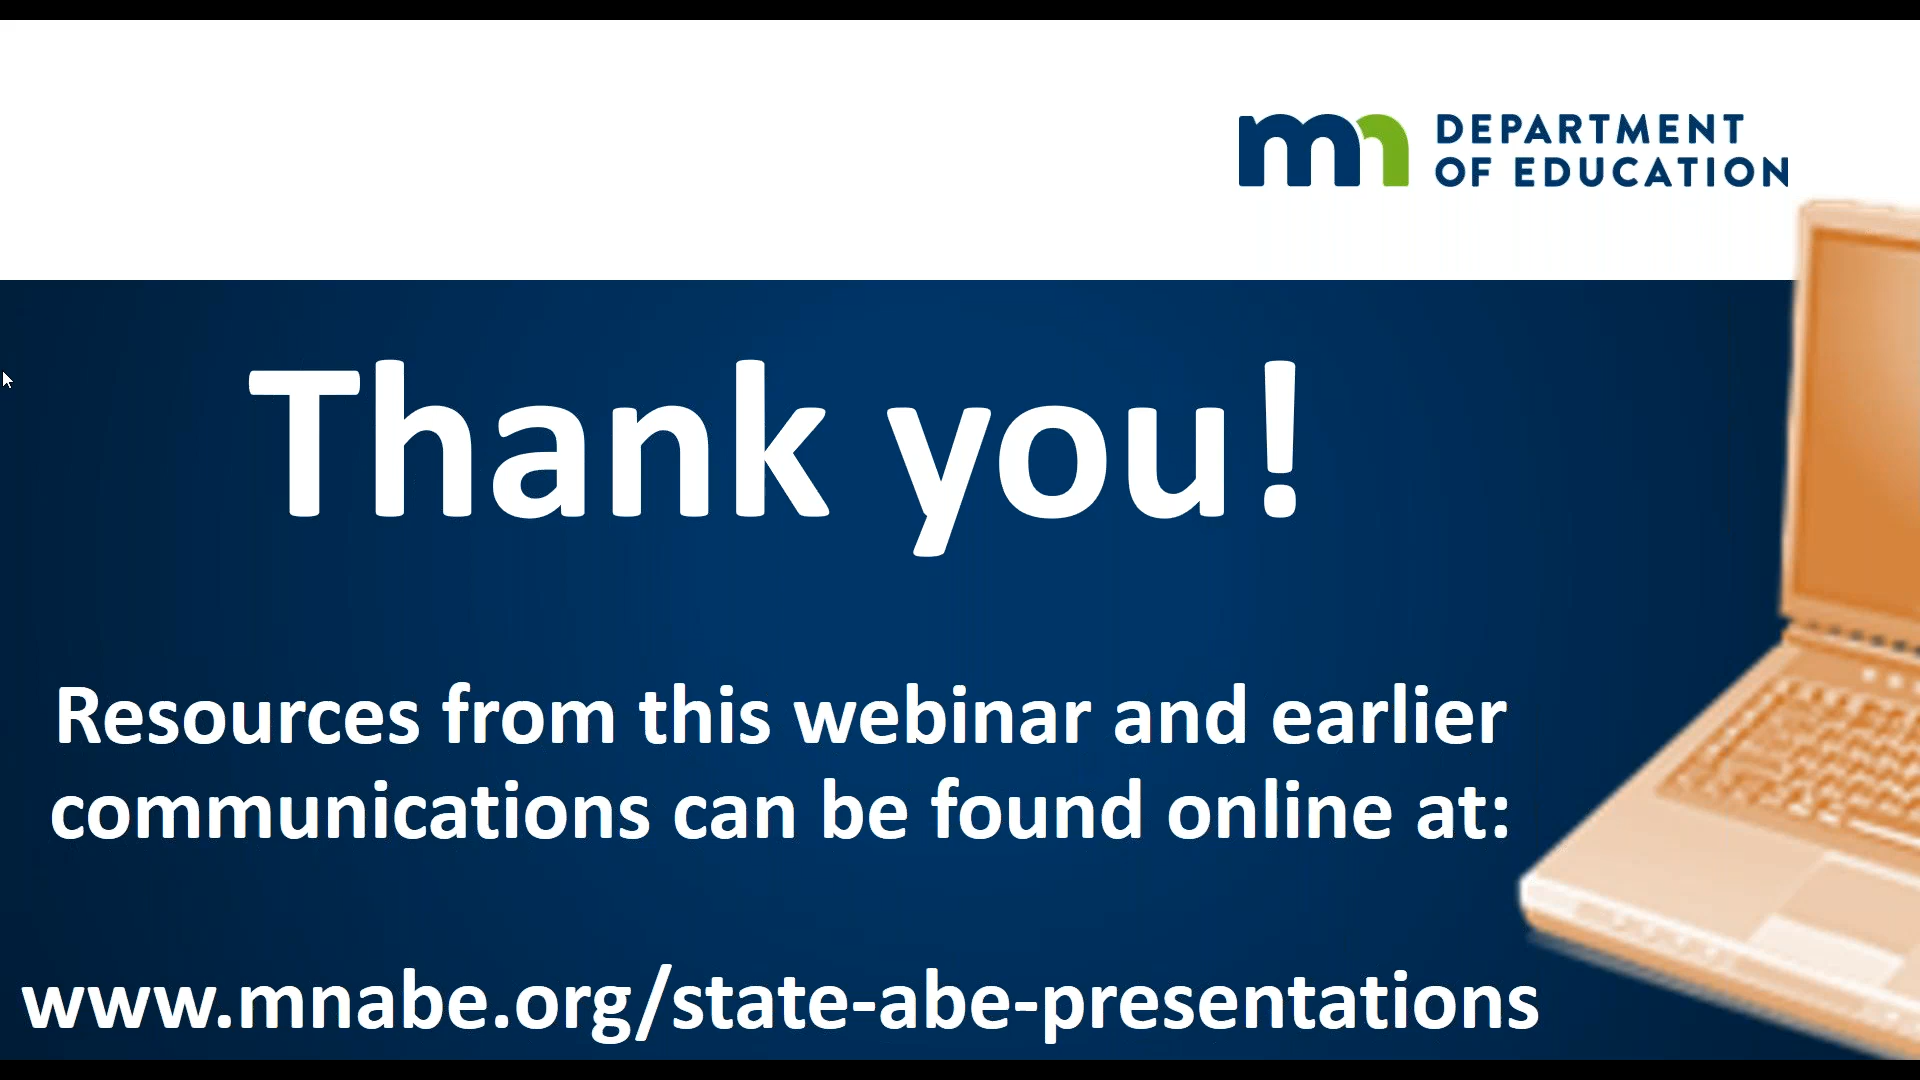 mn DEPARTMENT
OF EDUCATION
Thank you!
Resources from this webinar and earlier
communications can be found online at:
www.mnabe.org/state-abe-presentations